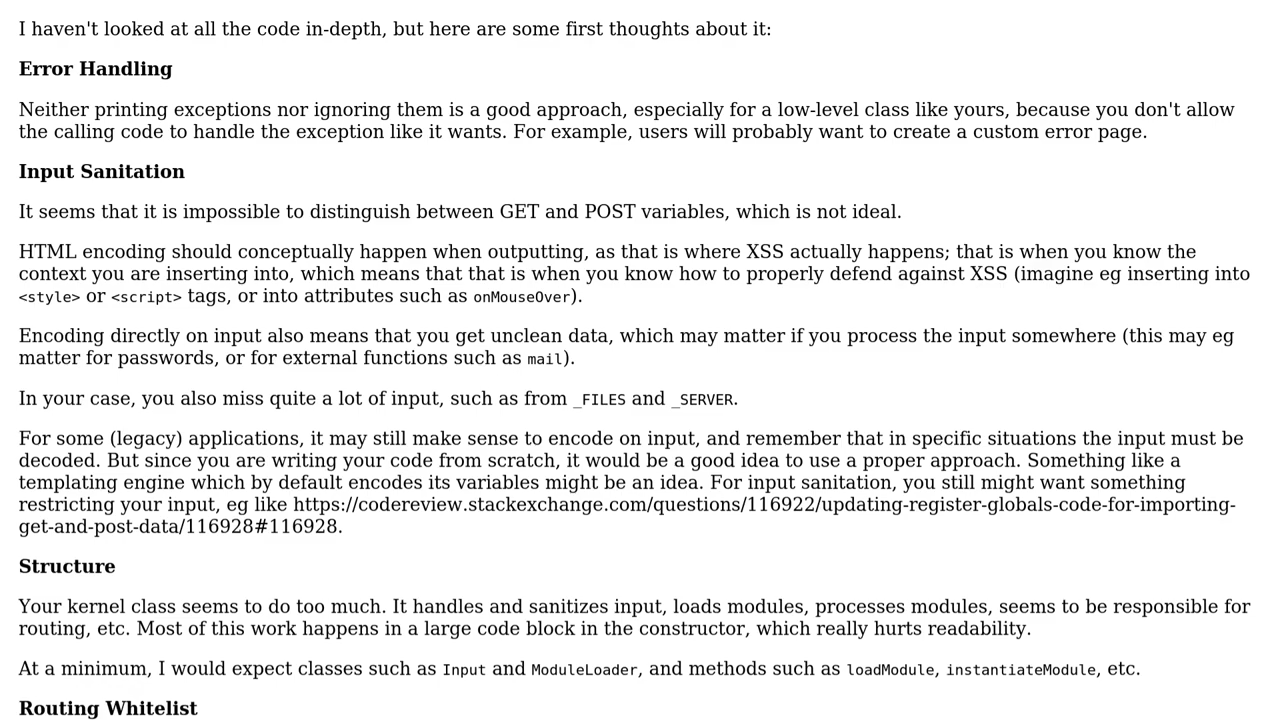 I haven't looked at all the code in-depth, but here are some first thoughts about it:
Error Handling
Neither printing exceptions nor ignoring them is a good approach, especially for a low-level class like yours, because you don't allow
the calling code to handle the exception like it wants. For example, users will probably want to create a custom error page.
Input Sanitation
It seems that it is impossible to distinguish between GET and POST variables, which is not ideal.
HTML encoding should conceptually happen when outputting, as that is where XSS actually happens; that is when you know the
context you are inserting into, which means that that is when you know how to properly defend against XSS (imagine eg inserting into
<style> or <script> tags, or into attributes such as onMouseOver).
Encoding directly on input also means that you get unclean data, which may matter if you process the input somewhere (this may eg
matter for passwords, or for external functions such as mail).
In your case, you also miss quite a lot of input, such as from _FILES and _SERVER.
For some (legacy) applications, it may still make sense to encode on input, and remember that in specific situations the input must be
decoded. But since you are writing your code from scratch, it would be a good idea to use a proper approach. Something like a
templating engine which by default encodes its variables might be an idea. For input sanitation, you still might want something
restricting your input, eg like https://codereview.stackexchange.com/questions/116922/updating-register-globals-code-for-importing-
get-and-post-data/116928#116928.
Structure
Your kernel class seems to do too much. It handles and sanitizes input, loads modules, processes modules, seems to be responsible for
routing, etc. Most of this work happens in a large code block in the constructor, which really hurts readability.
At a minimum, I would expect classes such as Input and ModuleLoader, and methods such as loadModule, instantiateModule, etc.
Routing Whitelist